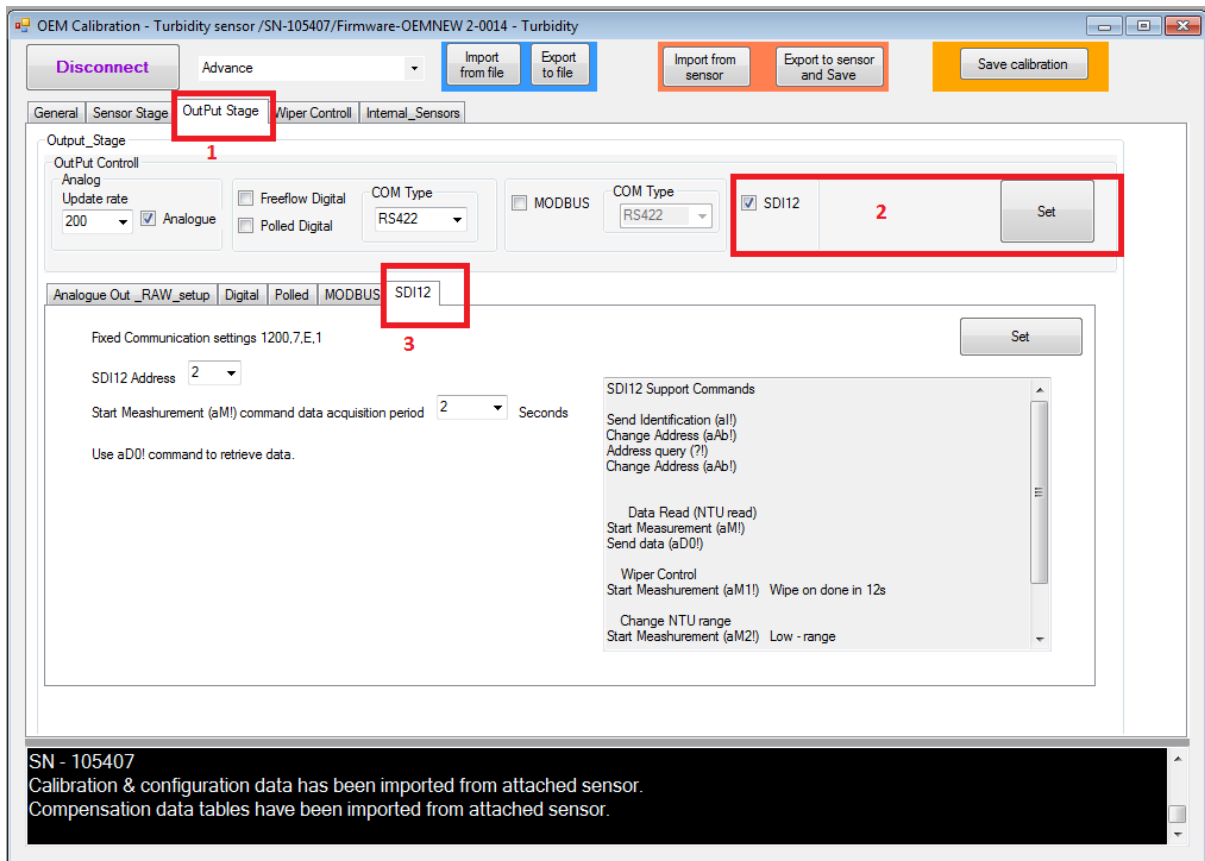 OEM Calibration - Turbidity sensor /SN-105407/Firmware-OEMNEW 2-0014 - Turbidity
Disconnect
Advance
Import from file
Export to file
Import from sensor
Export to sensor and Save
Save calibration
General
Sensor Stage
OutPut Stage
Wiper Controll
Internal_Sensors
1
Output_Stage
OutPut Controll
Analog
Update rate
200
Analogue
Freeflow Digital
Polled Digital
COM Type
RS422
MODBUS
COM Type
RS422
SDI12
2
Set
Analogue Out _RAW_setup
Digital
Polled
MODBUS
SDI12
3
Fixed Communication settings 1200,7,E,1
Set
SDI12 Address 2
Start Meashurement (aM!) command data acquisition period 2 Seconds
Use aD0! command to retrieve data.
SDI12 Support Commands
Send Identification (aI!)
Change Address (aAb!)
Address query (?!)
Change Address (aAb!)
Data Read (NTU read)
Start Measurement (aM!)
Send data (aD0!)
Wiper Control
Start Meashurement (aM1!) Wipe on done in 12s
Change NTU range
Start Meashurement (aM2!) Low - range
SN - 105407
Calibration & configuration data has been imported from attached sensor.
Compensation data tables have been imported from attached sensor.